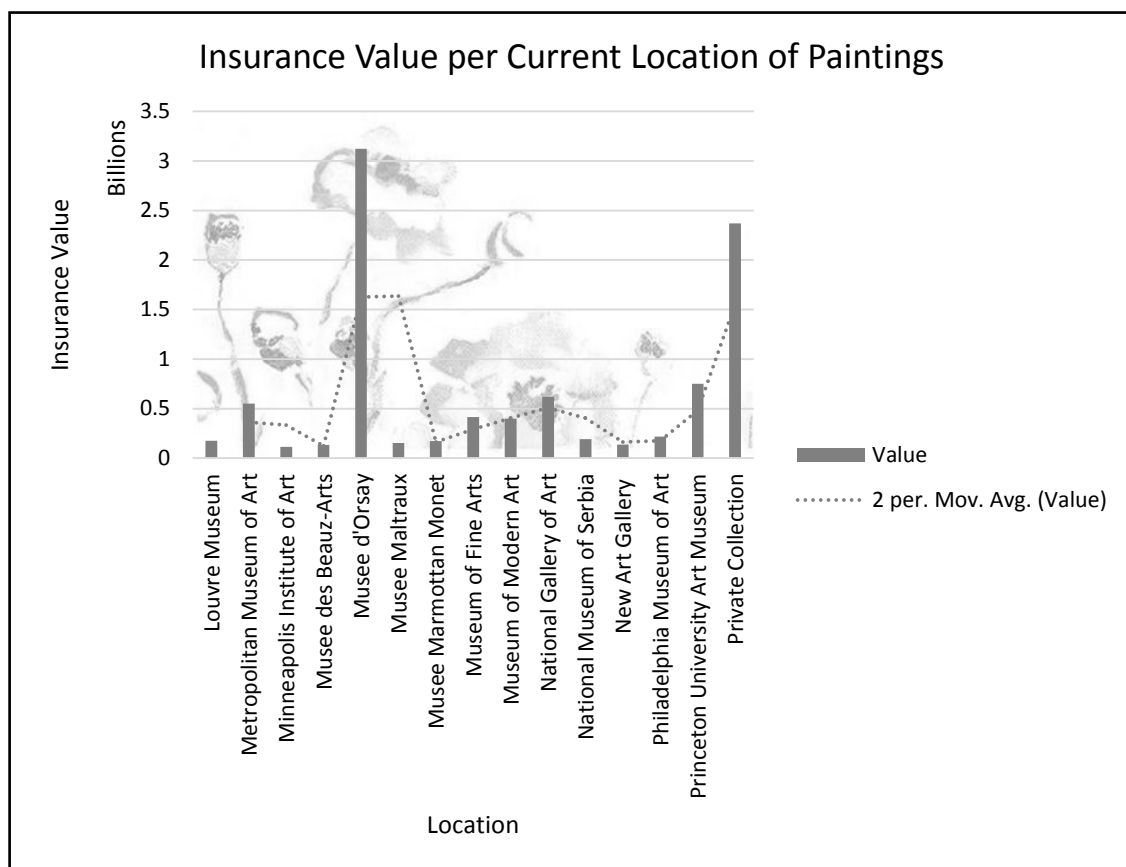 Insurance Value per Current Location of Paintings
Insurance Value
Billions
3.5
3
2.5
2
1.5
1
0.5
0
Louvre Museum
Metropolitan Museum of Art
Minneapolis Institute of Art
Musee des Beauz-Arts
Musee d'Orsay
Musee Maltraux
Musee Marmottan Monet
Museum of Fine Arts
Museum of Modern Art
National Gallery of Art
National Museum of Serbia
New Art Gallery
Philadelphia Museum of Art
Princeton University Art Museum
Private Collection
Location
Value
2 per. Mov. Avg. (Value)